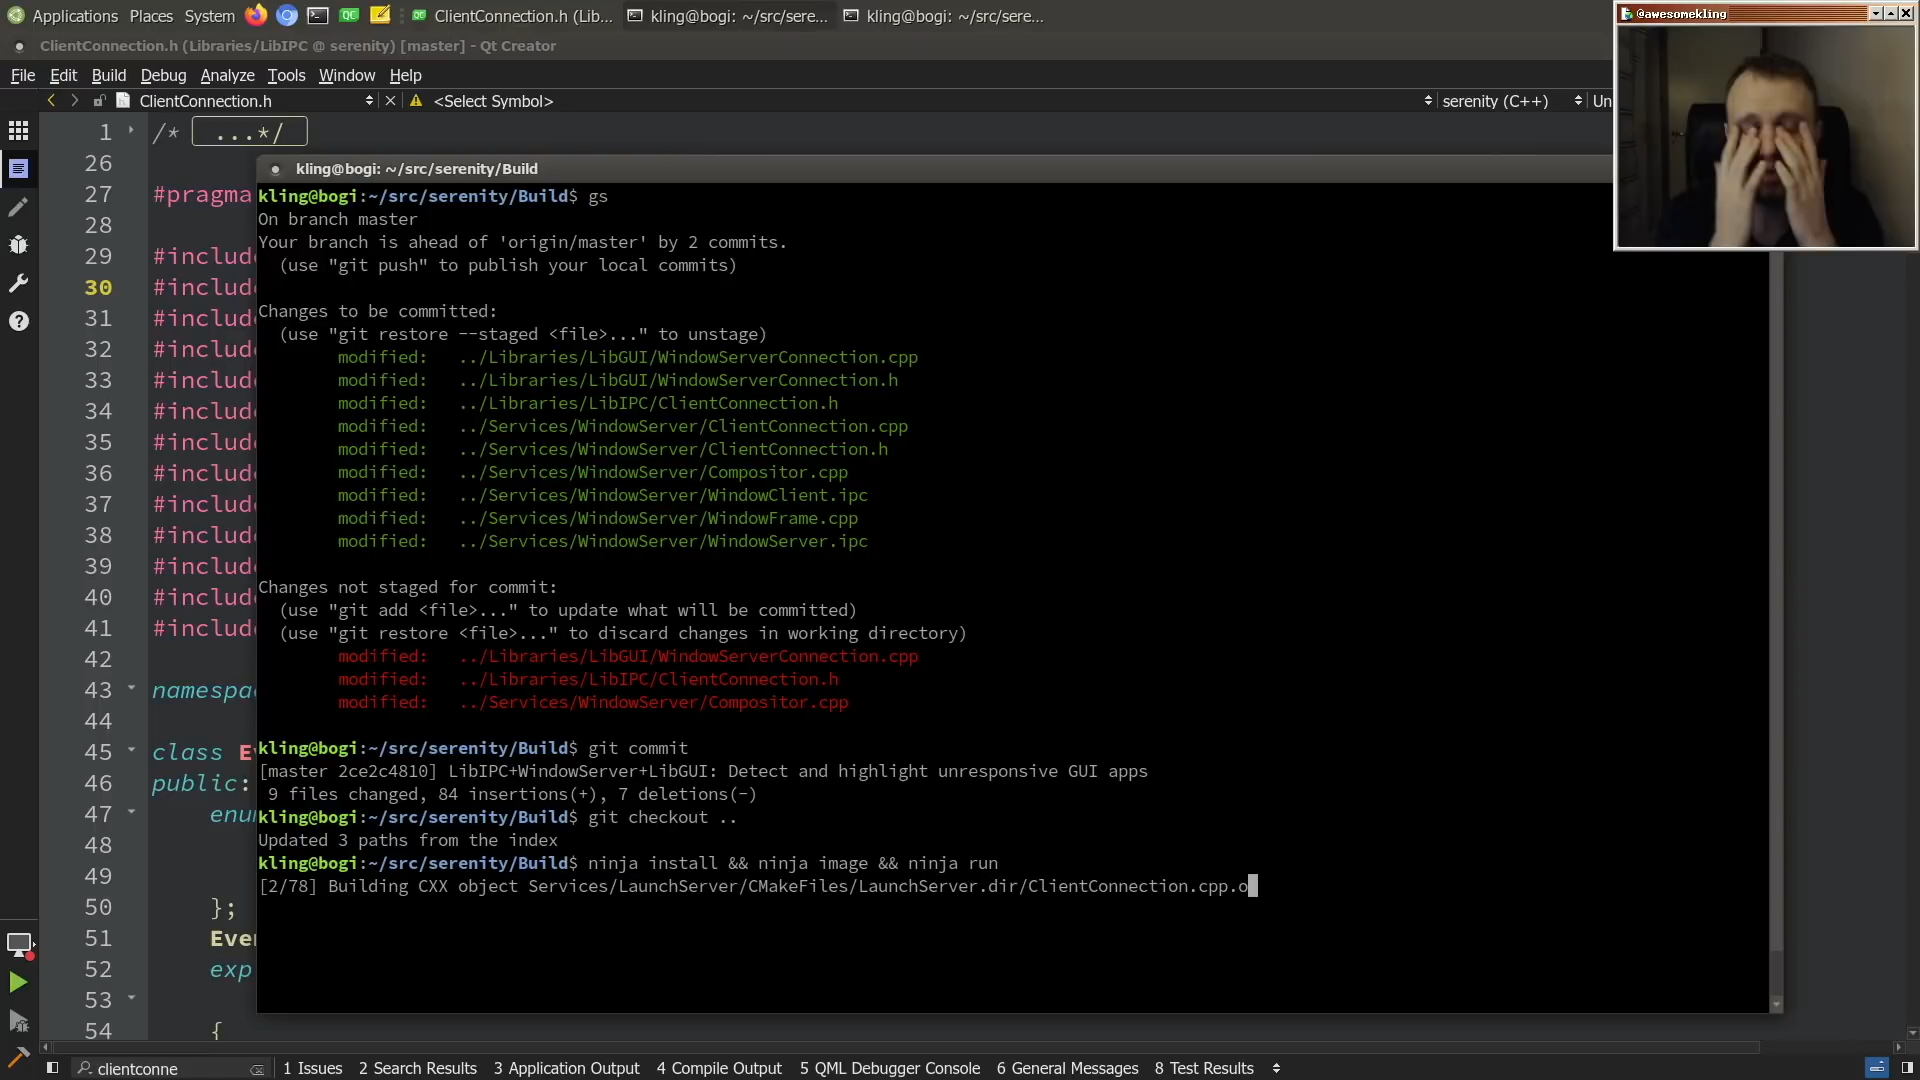 Applications Places System ClientConnection.h (Lib... kling@bogi: ~/src/sere... kling@bogi: ~/src/sere...
@awesomekling
ClientConnection.h (Libraries/LibIPC @ serenity) [master] - Qt Creator
File Edit Build Debug Analyze Tools Window Help
ClientConnection.h <Select Symbol> serenity (C++) Un
1 /* ...*/
26
27 #pragma
28
29 #includ
30 #includ
31 #includ
32 #includ
33 #includ
34 #includ
35 #includ
36 #includ
37 #includ
38 #includ
39 #includ
40 #includ
41 #includ
42
43 namespac
44
45 class E
46 public:
47 enu
48
49
50 };
51 Eve
52 exp
53
54 {
kling@bogi: ~/src/serenity/Build
kling@bogi:~/src/serenity/Build$ gs
On branch master
Your branch is ahead of 'origin/master' by 2 commits.
(use "git push" to publish your local commits)
Changes to be committed:
(use "git restore --staged <file>..." to unstage)
modified: ../Libraries/LibGUI/WindowServerConnection.cpp
modified: ../Libraries/LibGUI/WindowServerConnection.h
modified: ../Libraries/LibIPC/ClientConnection.h
modified: ../Services/WindowServer/ClientConnection.cpp
modified: ../Services/WindowServer/ClientConnection.h
modified: ../Services/WindowServer/Compositor.cpp
modified: ../Services/WindowServer/WindowClient.ipc
modified: ../Services/WindowServer/WindowFrame.cpp
modified: ../Services/WindowServer/WindowServer.ipc
Changes not staged for commit:
(use "git add <file>..." to update what will be committed)
(use "git restore <file>..." to discard changes in working directory)
modified: ../Libraries/LibGUI/WindowServerConnection.cpp
modified: ../Libraries/LibIPC/ClientConnection.h
modified: ../Services/WindowServer/Compositor.cpp
kling@bogi:~/src/serenity/Build$ git commit
[master 2ce2c4810] LibIPC+WindowServer+LibGUI: Detect and highlight unresponsive GUI apps
9 files changed, 84 insertions(+), 7 deletions(-)
kling@bogi:~/src/serenity/Build$ git checkout ..
Updated 3 paths from the index
kling@bogi:~/src/serenity/Build$ ninja install && ninja image && ninja run
[2/78] Building CXX object Services/LaunchServer/CMakeFiles/LaunchServer.dir/ClientConnection.cpp.o
clientconne 1 Issues 2 Search Results 3 Application Output 4 Compile Output 5 QML Debugger Console 6 General Messages 8 Test Results